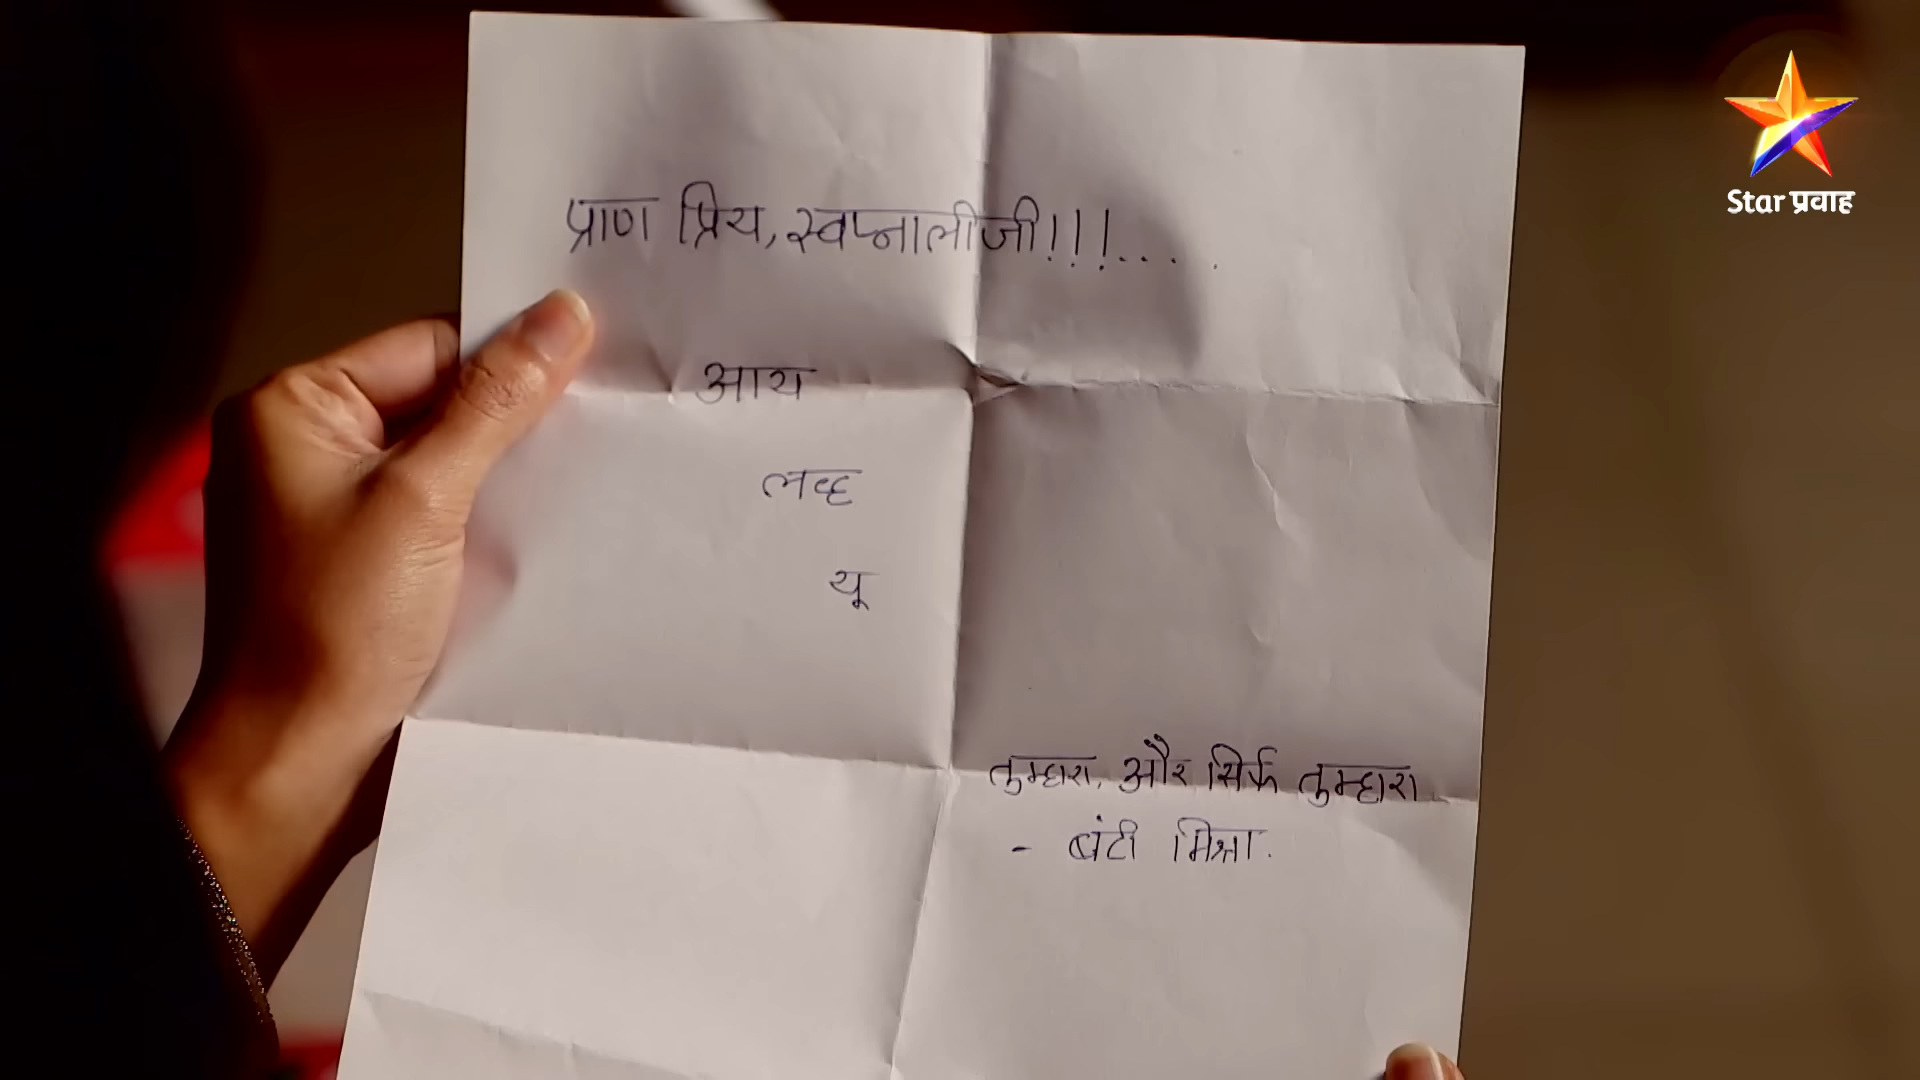 Star प्रवाह
प्राण प्रिय, स्वप्नालीजी!!!.....
आय
लव्ह
यू
तुम्हारा, और सिर्फ तुम्हारा
- बंटी मिश्रा.